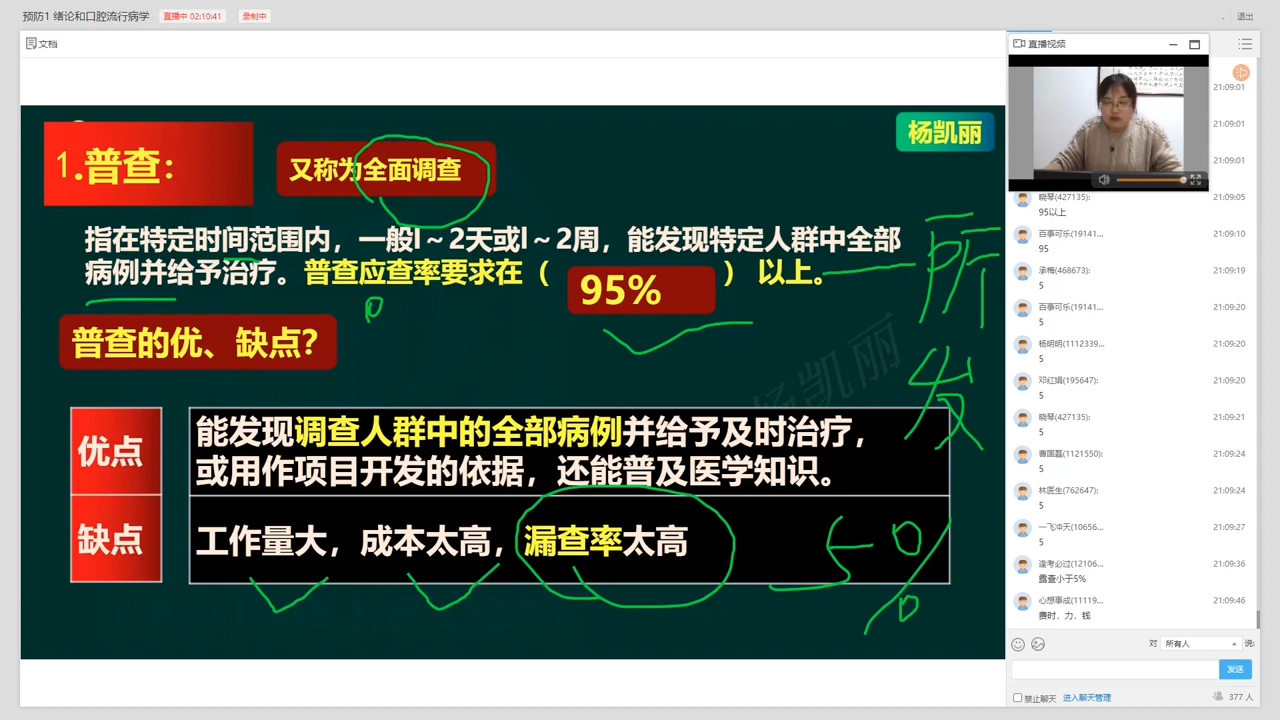 预防1 绪论和口腔流行病学 直播中 02:10:41 录制中 退出
文档
直播视频
1.普查：
又称为全面调查
杨凯丽
指在特定时间范围内，一般l～2天或l～2周，能发现特定人群中全部
病例并给予治疗。普查应查率要求在（ 95% ）以上。
普查的优、缺点？
杨凯丽
优点
能发现调查人群中的全部病例并给予及时治疗，
或用作项目开发的依据，还能普及医学知识。
缺点
工作量大，成本太高，漏查率太高
所
发
5%
21:09:01
21:09:01
21:09:01
晓琴(427135): 21:09:05
95以上
百事可乐(19141... 21:09:10
95
承梅(468673): 21:09:19
5
百事可乐(19141... 21:09:20
5
杨明明(1112339... 21:09:20
5
邓红娟(195647): 21:09:20
5
晓琴(427135): 21:09:21
5
曹国磊(1121550): 21:09:24
5
林医生(762647): 21:09:24
5
一飞冲天(10656... 21:09:27
5
逢考必过(12106... 21:09:36
露查小于5%
心想事成(11119... 21:09:46
费时，力，钱
对 所有人 说:
发送
禁止聊天 进入聊天管理 377 人